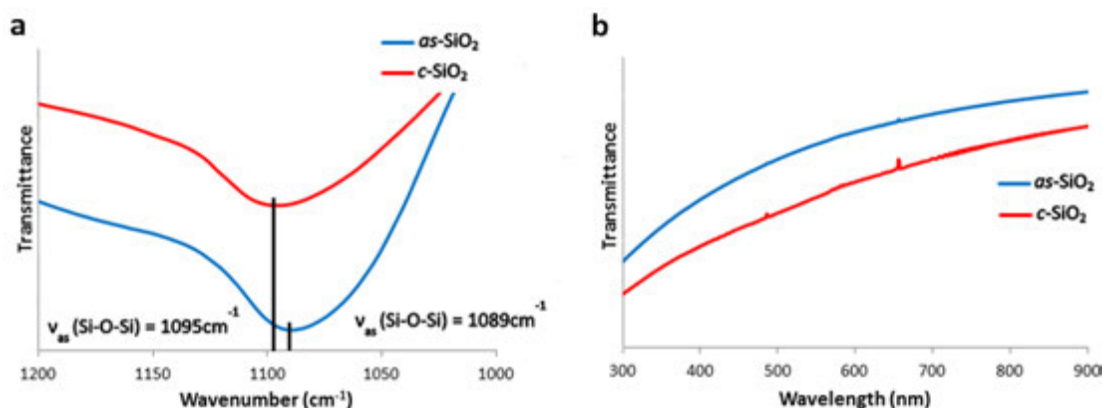 a
as-SiO₂
c-SiO₂
Transmittance
νas (Si-O-Si) = 1095cm⁻¹
νas (Si-O-Si) = 1089cm⁻¹
1200 1150 1100 1050 1000
Wavenumber (cm⁻¹)
b
Transmittance
as-SiO₂
c-SiO₂
300 400 500 600 700 800 900
Wavelength (nm)